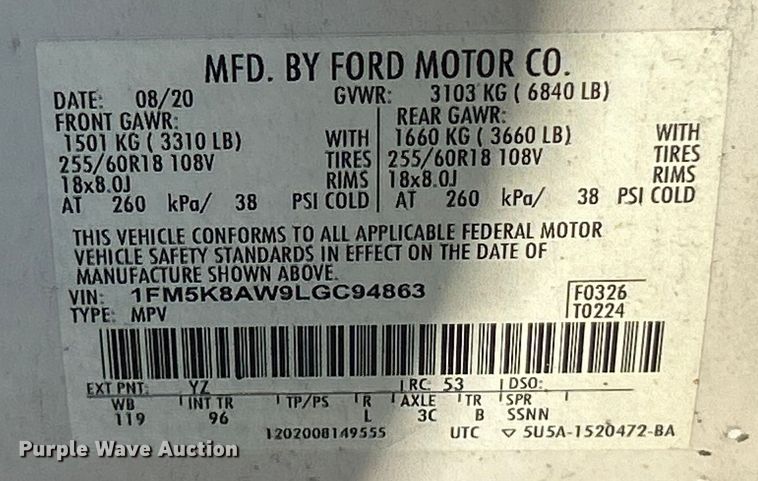 MFD. BY FORD MOTOR CO.
DATE: 08/20 GVWR: 3103 KG ( 6840 LB)
FRONT GAWR: REAR GAWR:
1501 KG ( 3310 LB) WITH 1660 KG ( 3660 LB) WITH
255/60R18 108V TIRES 255/60R18 108V TIRES
18x8.0J RIMS 18x8.0J RIMS
AT 260 kPa/ 38 PSI COLD AT 260 kPa/ 38 PSI COLD
THIS VEHICLE CONFORMS TO ALL APPLICABLE FEDERAL MOTOR
VEHICLE SAFETY STANDARDS IN EFFECT ON THE DATE OF
MANUFACTURE SHOWN ABOVE.
VIN: 1FM5K8AW9LGC94863 F0326
TYPE: MPV T0224
EXT PNT: YZ RC: 53 DSO:
WB INT TR TP/PS R AXLE TR SPR
119 96 L 3C B SSNN
1202008149555 UTC ▽ 5U5A-1520472-BA
Purple Wave Auction